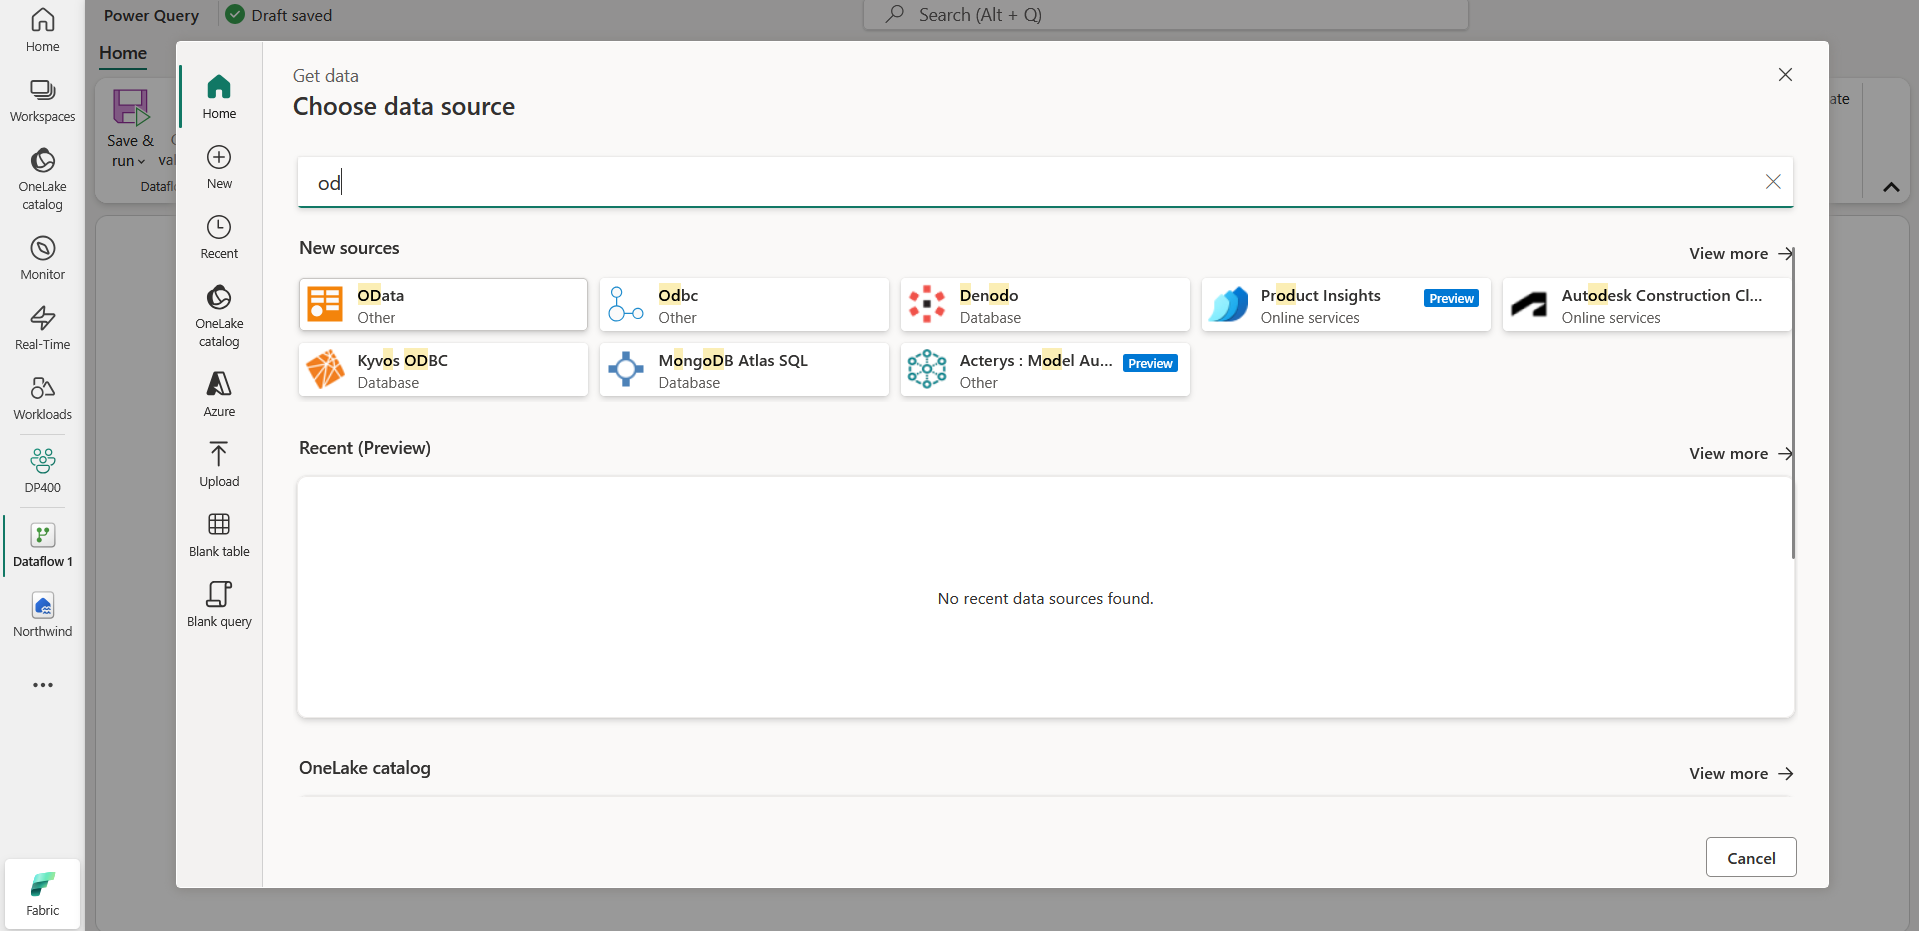 Power Query
Draft saved
Search (Alt + Q)
Home
Workspaces
OneLake
catalog
Monitor
Real-Time
Workloads
DP400
Dataflow 1
Northwind
Fabric
Home
Save &
run
Home
New
Recent
OneLake
catalog
Azure
Upload
Blank table
Blank query
Get data
Choose data source
od
New sources
View more
OData
Other
Odbc
Other
Denodo
Database
Product Insights
Preview
Online services
Autodesk Construction Cl...
Online services
Kyvos ODBC
Database
MongoDB Atlas SQL
Database
Acterys : Model Au...
Preview
Other
Recent (Preview)
View more
No recent data sources found.
OneLake catalog
View more
Cancel